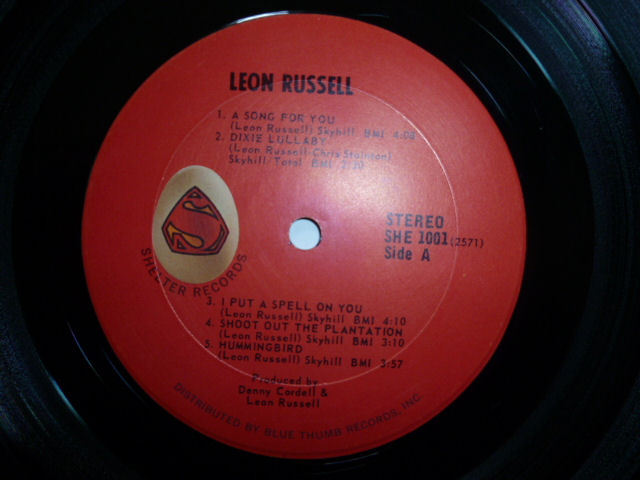 LEON RUSSELL
1. A SONG FOR YOU
(Leon Russell) Skyhill BMI 4:08
2. DIXIE LULLABY
(Leon Russell-Chris Stainton)
Skyhill/Total BMI 2:30
STEREO
SHE 1001 (2571)
Side A
SHELTER RECORDS
3. I PUT A SPELL ON YOU
(Leon Russell) Skyhill BMI 4:10
4. SHOOT OUT THE PLANTATION
(Leon Russell) Skyhill BMI 3:10
5. HUMMINGBIRD
(Leon Russell) Skyhill BMI 3:57
Produced by
Denny Cordell &
Leon Russell
DISTRIBUTED BY BLUE THUMB RECORDS, INC